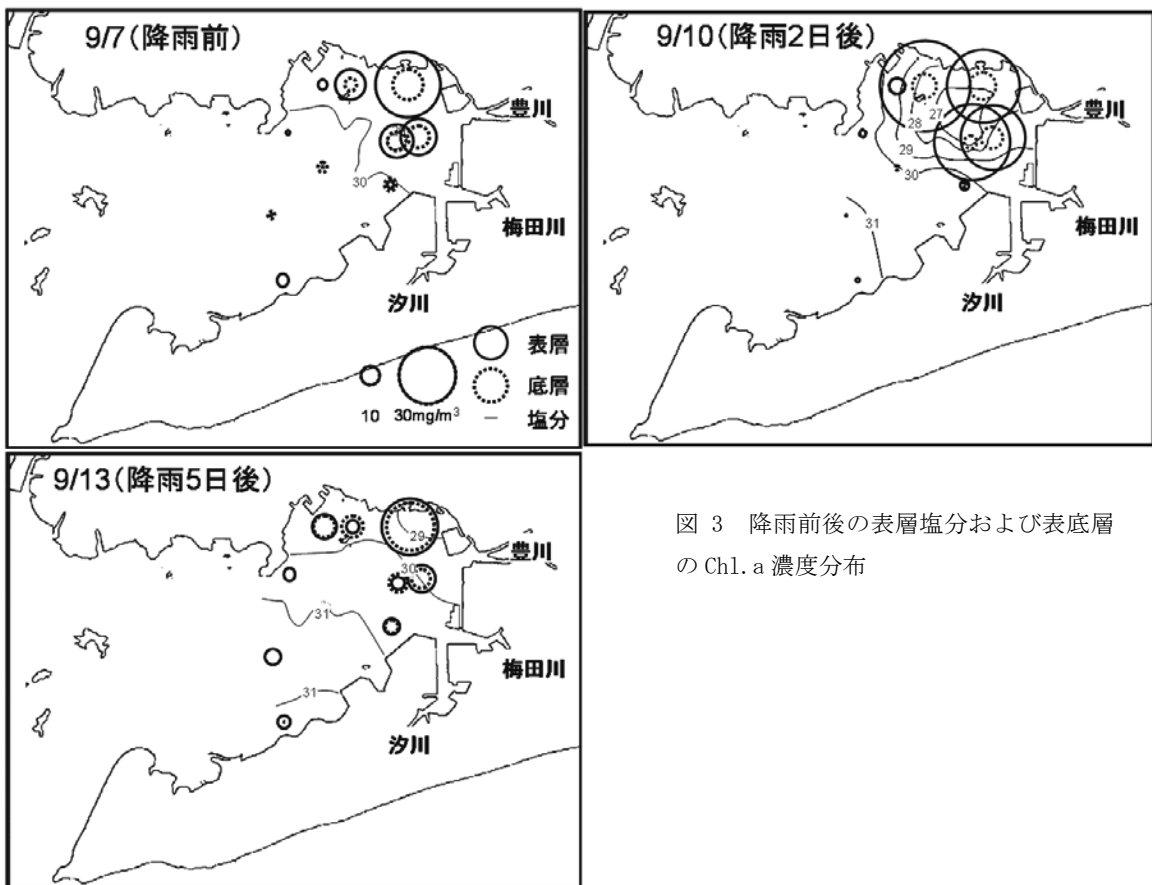 9/7(降雨前)
豊川
30
梅田川
汐川
表層
底層
10 30mg/m³ 塩分
9/10(降雨2日後)
豊川
27
28
29
30
31
梅田川
汐川
9/13(降雨5日後)
29
豊川
30
31
梅田川
31
汐川
図 3 降雨前後の表層塩分および表底層
の Chl.a 濃度分布